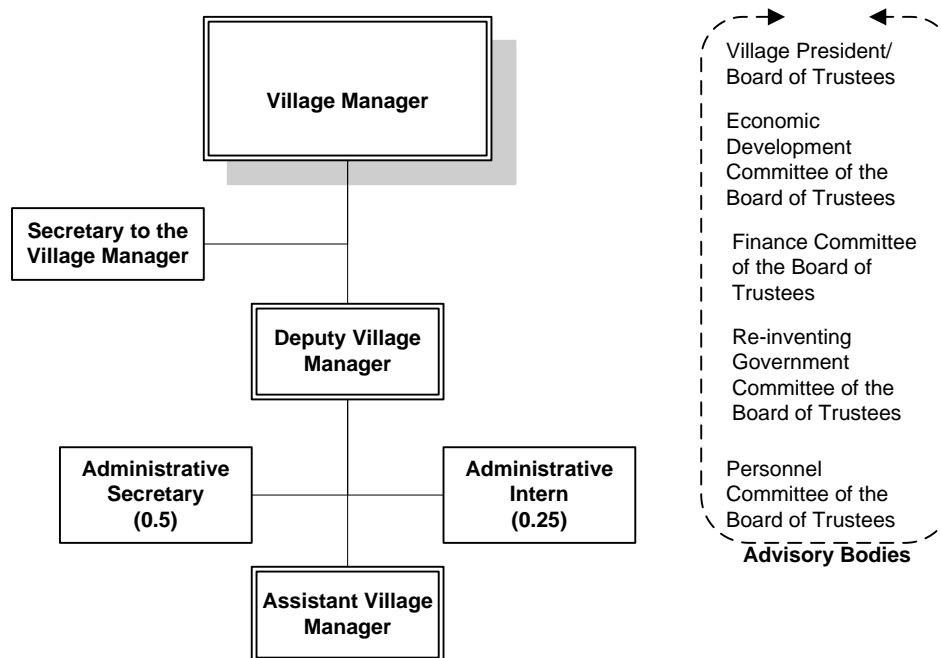 Village Manager
Secretary to the
Village Manager
Deputy Village
Manager
Administrative
Secretary
(0.5)
Administrative
Intern
(0.25)
Assistant Village
Manager
Village President/
Board of Trustees
Economic
Development
Committee of the
Board of Trustees
Finance Committee
of the Board of
Trustees
Re-inventing
Government
Committee of the
Board of Trustees
Personnel
Committee of the
Board of Trustees
Advisory Bodies